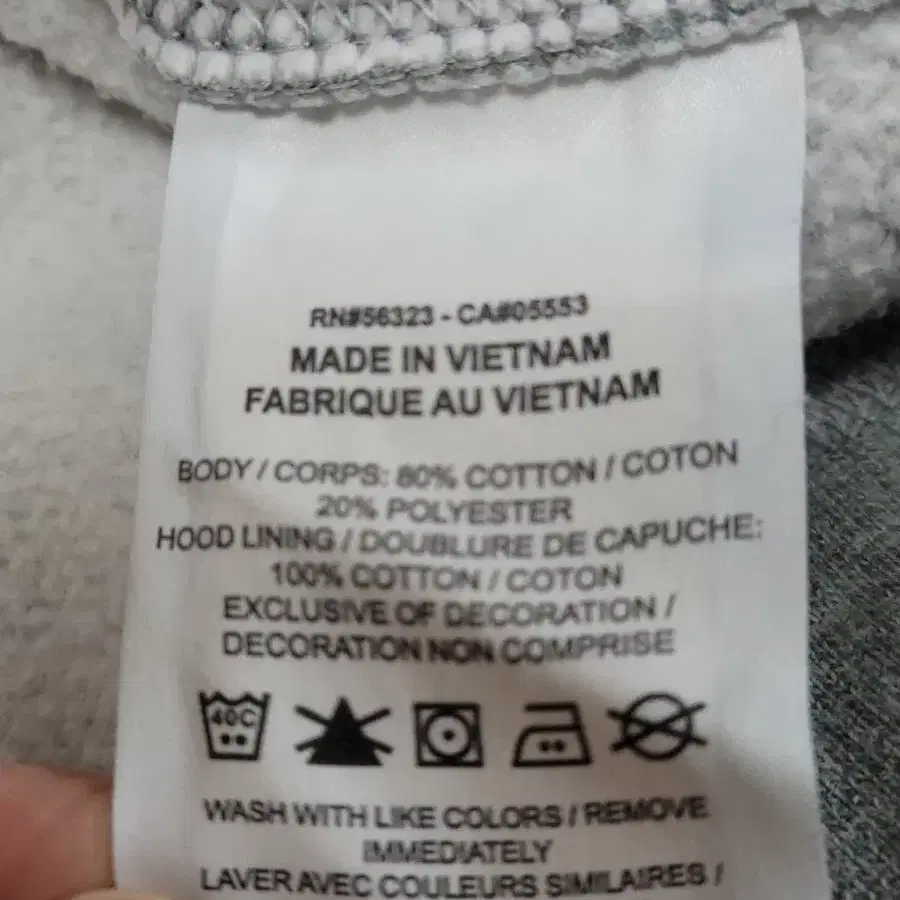 RN#56323 - CA#05553
MADE IN VIETNAM
FABRIQUE AU VIETNAM
BODY / CORPS: 80% COTTON / COTON
20% POLYESTER
HOOD LINING / DOUBLURE DE CAPUCHE:
100% COTTON / COTON
EXCLUSIVE OF DECORATION /
DECORATION NON COMPRISE
40C
WASH WITH LIKE COLORS / REMOVE
IMMEDIATELY
LAVER AVEC COULEURS SIMILAIRES /